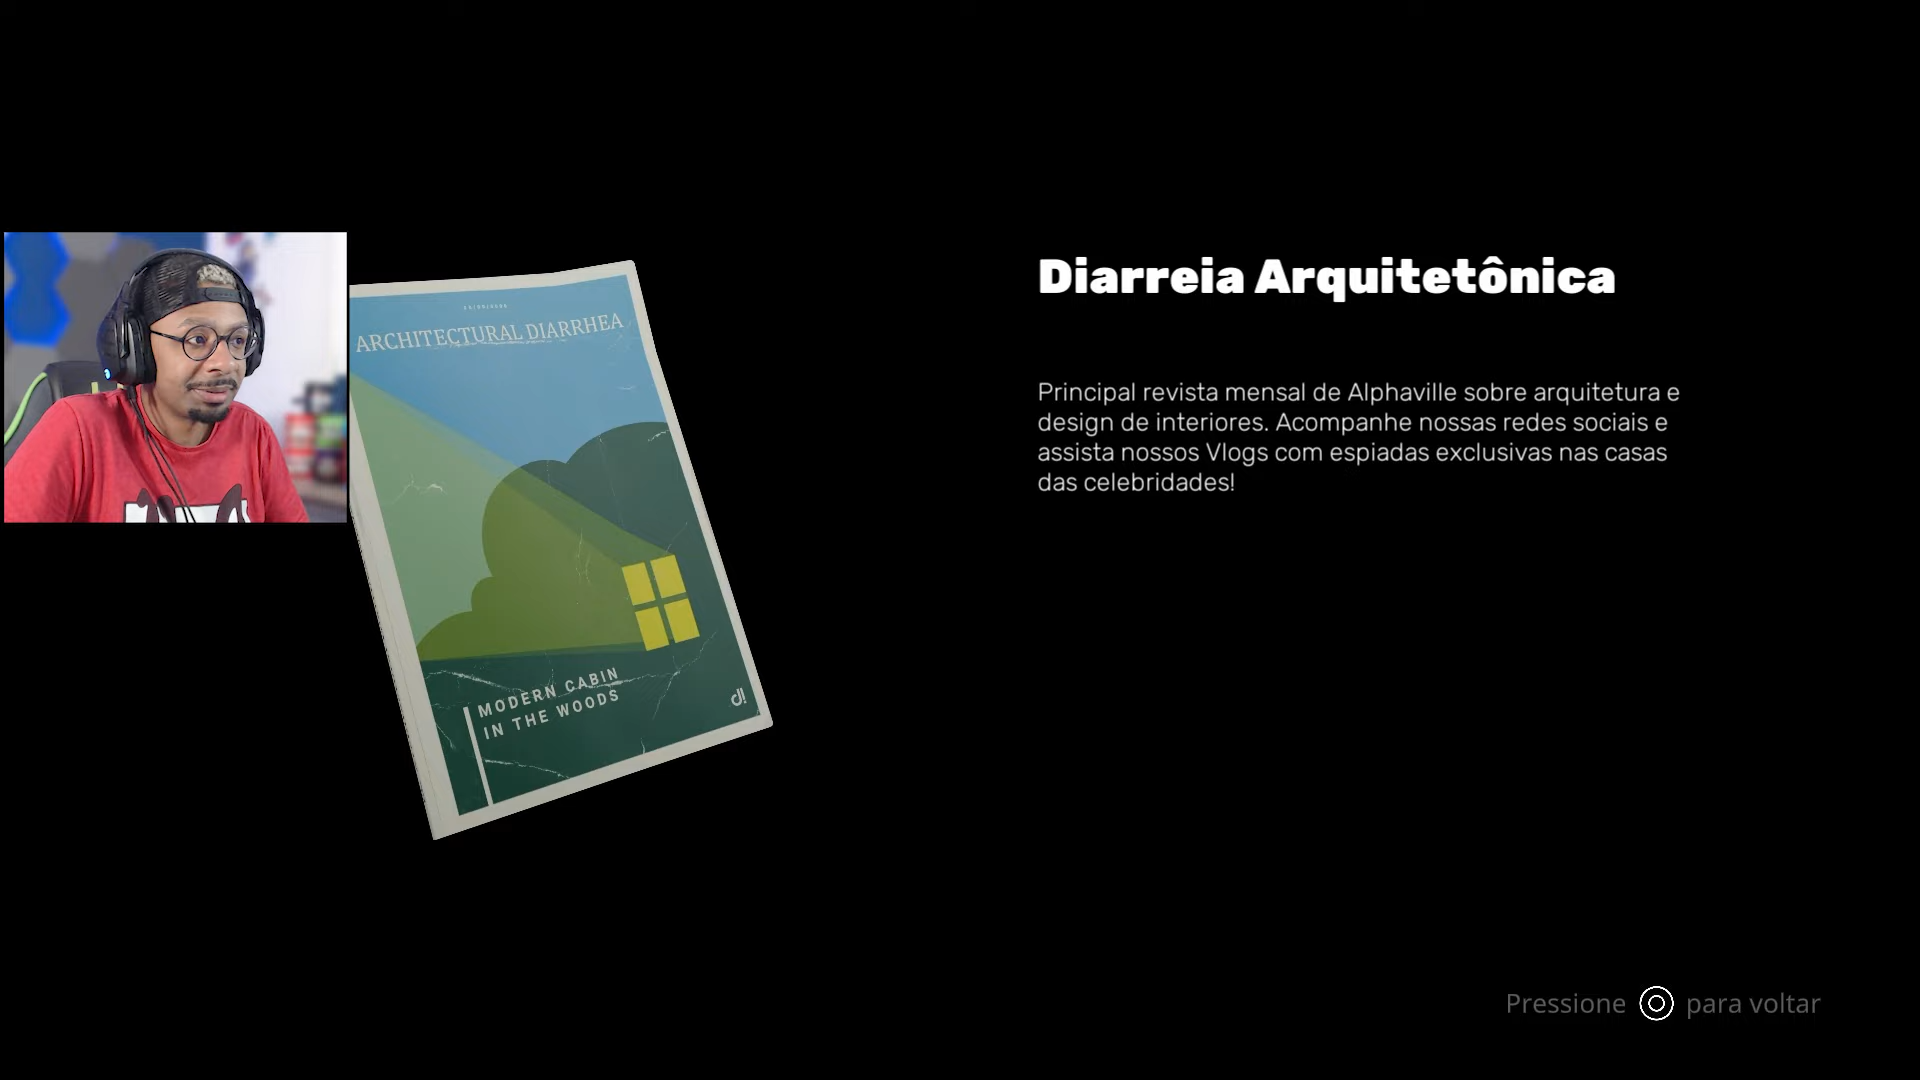 ARCHITECTURAL DIARRHEA
MODERN CABIN
IN THE WOODS
d!
Diarreia Arquitetônica
Principal revista mensal de Alphaville sobre arquitetura e
design de interiores. Acompanhe nossas redes sociais e
assista nossos Vlogs com espiadas exclusivas nas casas
das celebridades!
Pressione para voltar